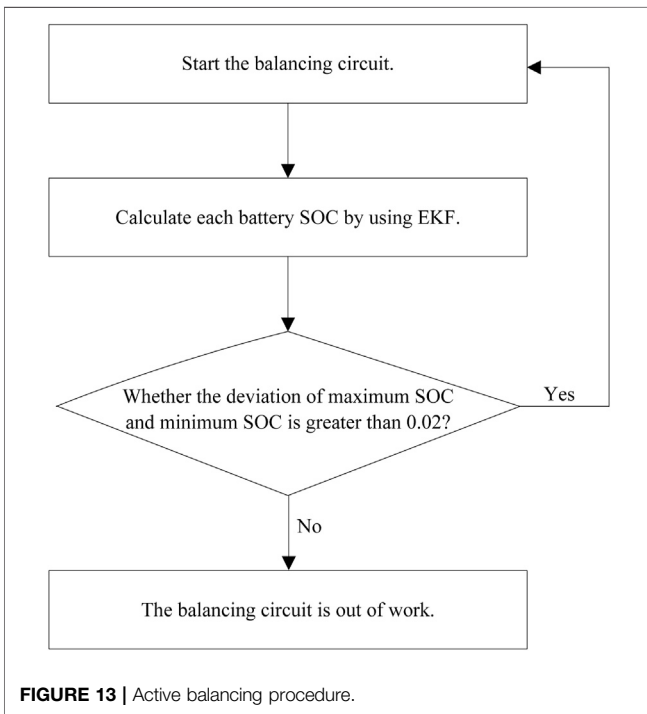 Start the balancing circuit.
Calculate each battery SOC by using EKF.
Whether the deviation of maximum SOC
and minimum SOC is greater than 0.02?
Yes
No
The balancing circuit is out of work.
FIGURE 13 | Active balancing procedure.